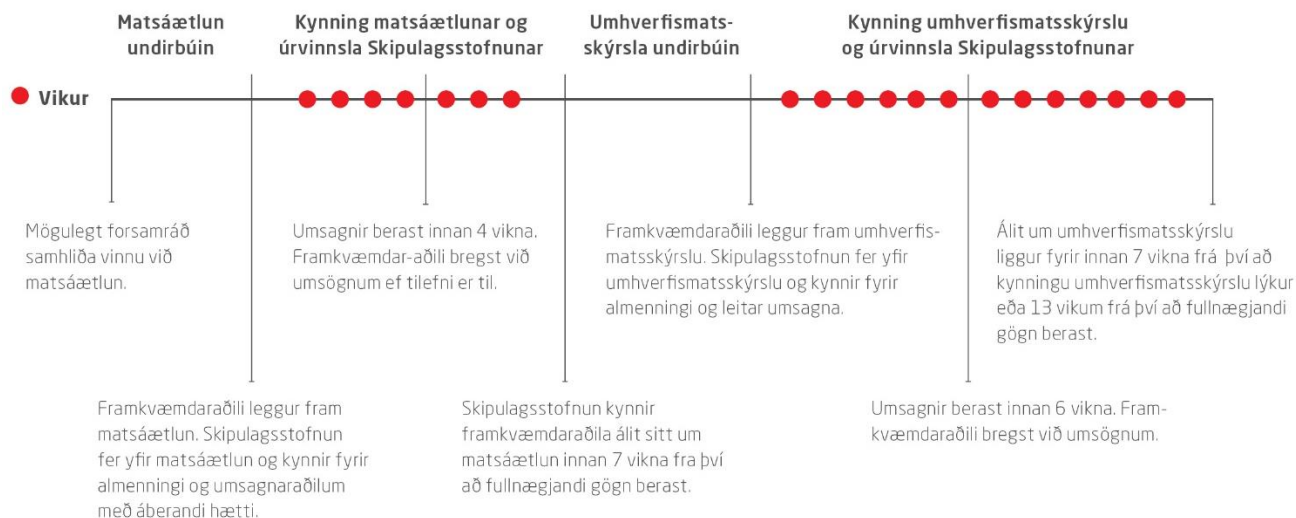 Matsáætlun
undirbúin
Kynning matsáætlunar og
úrvinnsla Skipulagsstofnunar
Umhverfismats-
skýrsla undirbúin
Kynning umhverfismatsskýrslu
og úrvinnsla Skipulagsstofnunar
Vikur
Mögulegt forsamráð
samhliða vinnu við
matsáætlun.
Umsagnir berast innan 4 vikna.
Framkvæmdar-aðili bregst við
umsögnum ef tilefni er til.
Framkvæmdaraðili leggur fram umhverfis-
matsskýrslu. Skipulagsstofnun fer yfir
umhverfismatsskýrslu og kynnir fyrir
almenningi og leitar umsagna.
Álit um umhverfismatsskýrslu
liggur fyrir innan 7 vikna frá því að
kynningu umhverfismatsskýrslu lýkur
eða 13 vikum frá því að fullnægjandi
gögn berast.
Framkvæmdaraðili leggur fram
matsáætlun. Skipulagsstofnun
fer yfir matsáætlun og kynnir fyrir
almenningi og umsagnaraðilum
með áberandi hætti.
Skipulagsstofnun kynnir
framkvæmdaraðila álit sitt um
matsáætlun innan 7 vikna fra því
að fullnægjandi gögn berast.
Umsagnir berast innan 6 vikna. Fram-
kvæmdaraðili bregst við umsögnum.